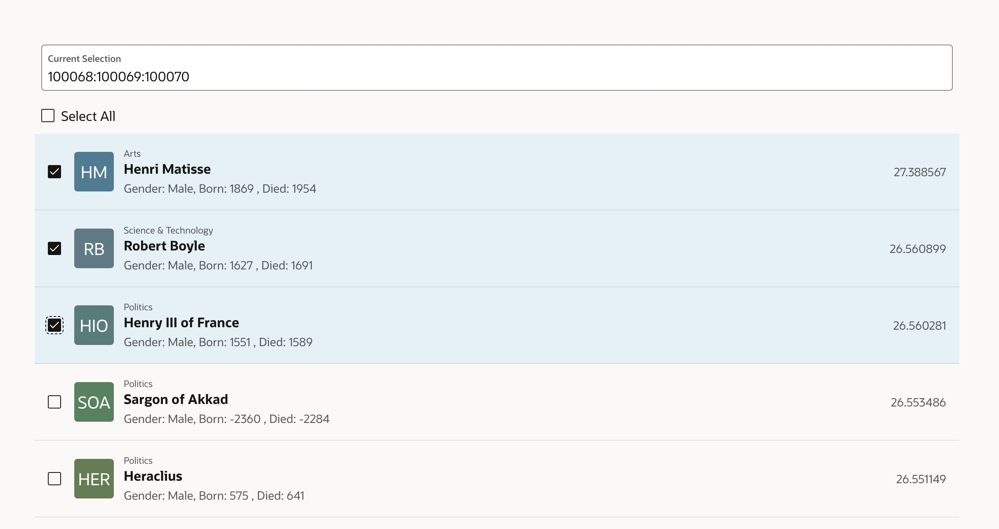 Current Selection
100068:100069:100070
Select All
Arts
HM
Henri Matisse
27.388567
Gender: Male, Born: 1869 , Died: 1954
Science & Technology
RB
Robert Boyle
26.560899
Gender: Male, Born: 1627 , Died: 1691
Politics
HIO
Henry III of France
26.560281
Gender: Male, Born: 1551 , Died: 1589
Politics
SOA
Sargon of Akkad
26.553486
Gender: Male, Born: -2360 , Died: -2284
Politics
HER
Heraclius
26.551149
Gender: Male, Born: 575 , Died: 641